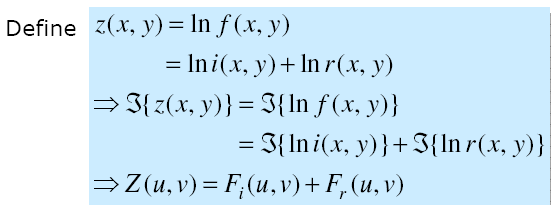 Define z(x, y) = ln f(x, y)
= ln i(x, y) + ln r(x, y)
⇒ ℑ{z(x, y)} = ℑ{ln f(x, y)}
= ℑ{ln i(x, y)} + ℑ{ln r(x, y)}
⇒ Z(u, v) = F_i(u, v) + F_r(u, v)